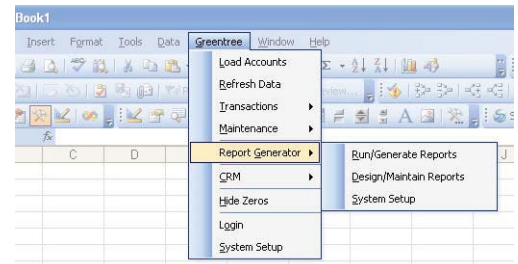 Book1
Insert Format Tools Data Greentree Window Help
Load Accounts
Refresh Data
Transactions
Maintenance
Report Generator
Run/Generate Reports
Design/Maintain Reports
System Setup
CRM
Hide Zeros
Login
System Setup
fx
C D J